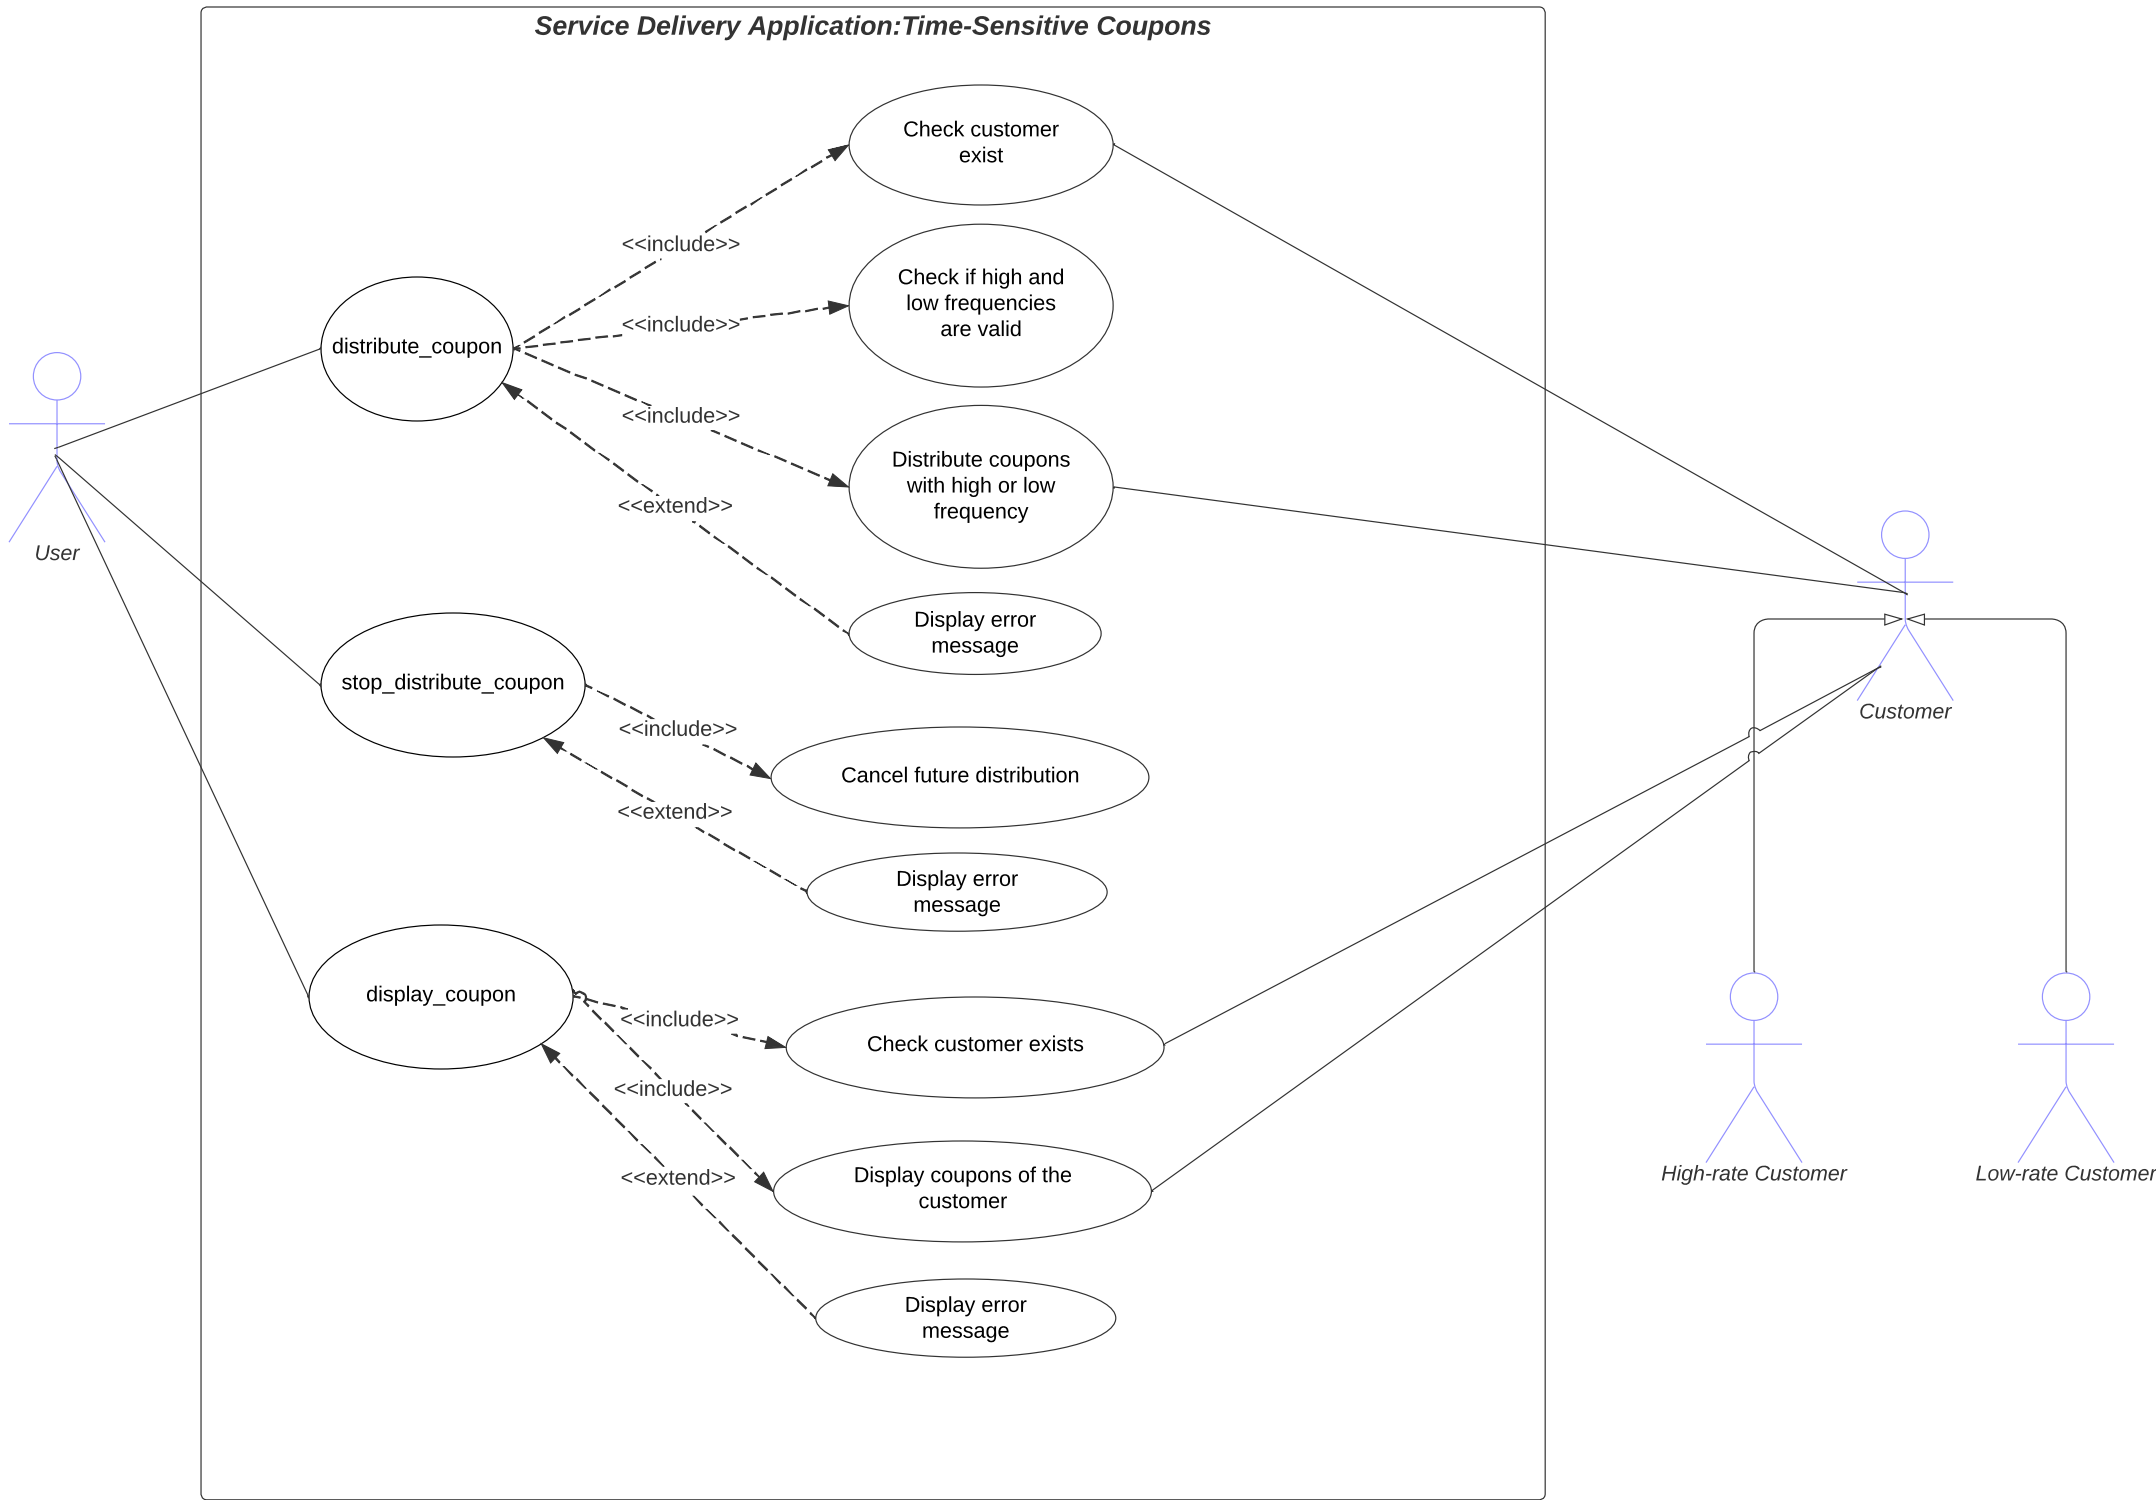 Service Delivery Application:Time-Sensitive Coupons
Check customer
exist
<<include>>
Check if high and
low frequencies
are valid
<<include>>
distribute_coupon
<<include>>
Distribute coupons
with high or low
frequency
<<extend>>
User
Display error
message
stop_distribute_coupon
<<include>>
Customer
Cancel future distribution
<<extend>>
Display error
message
display_coupon
<<include>>
Check customer exists
<<include>>
<<extend>>
Display coupons of the
customer
High-rate Customer
Low-rate Customer
Display error
message